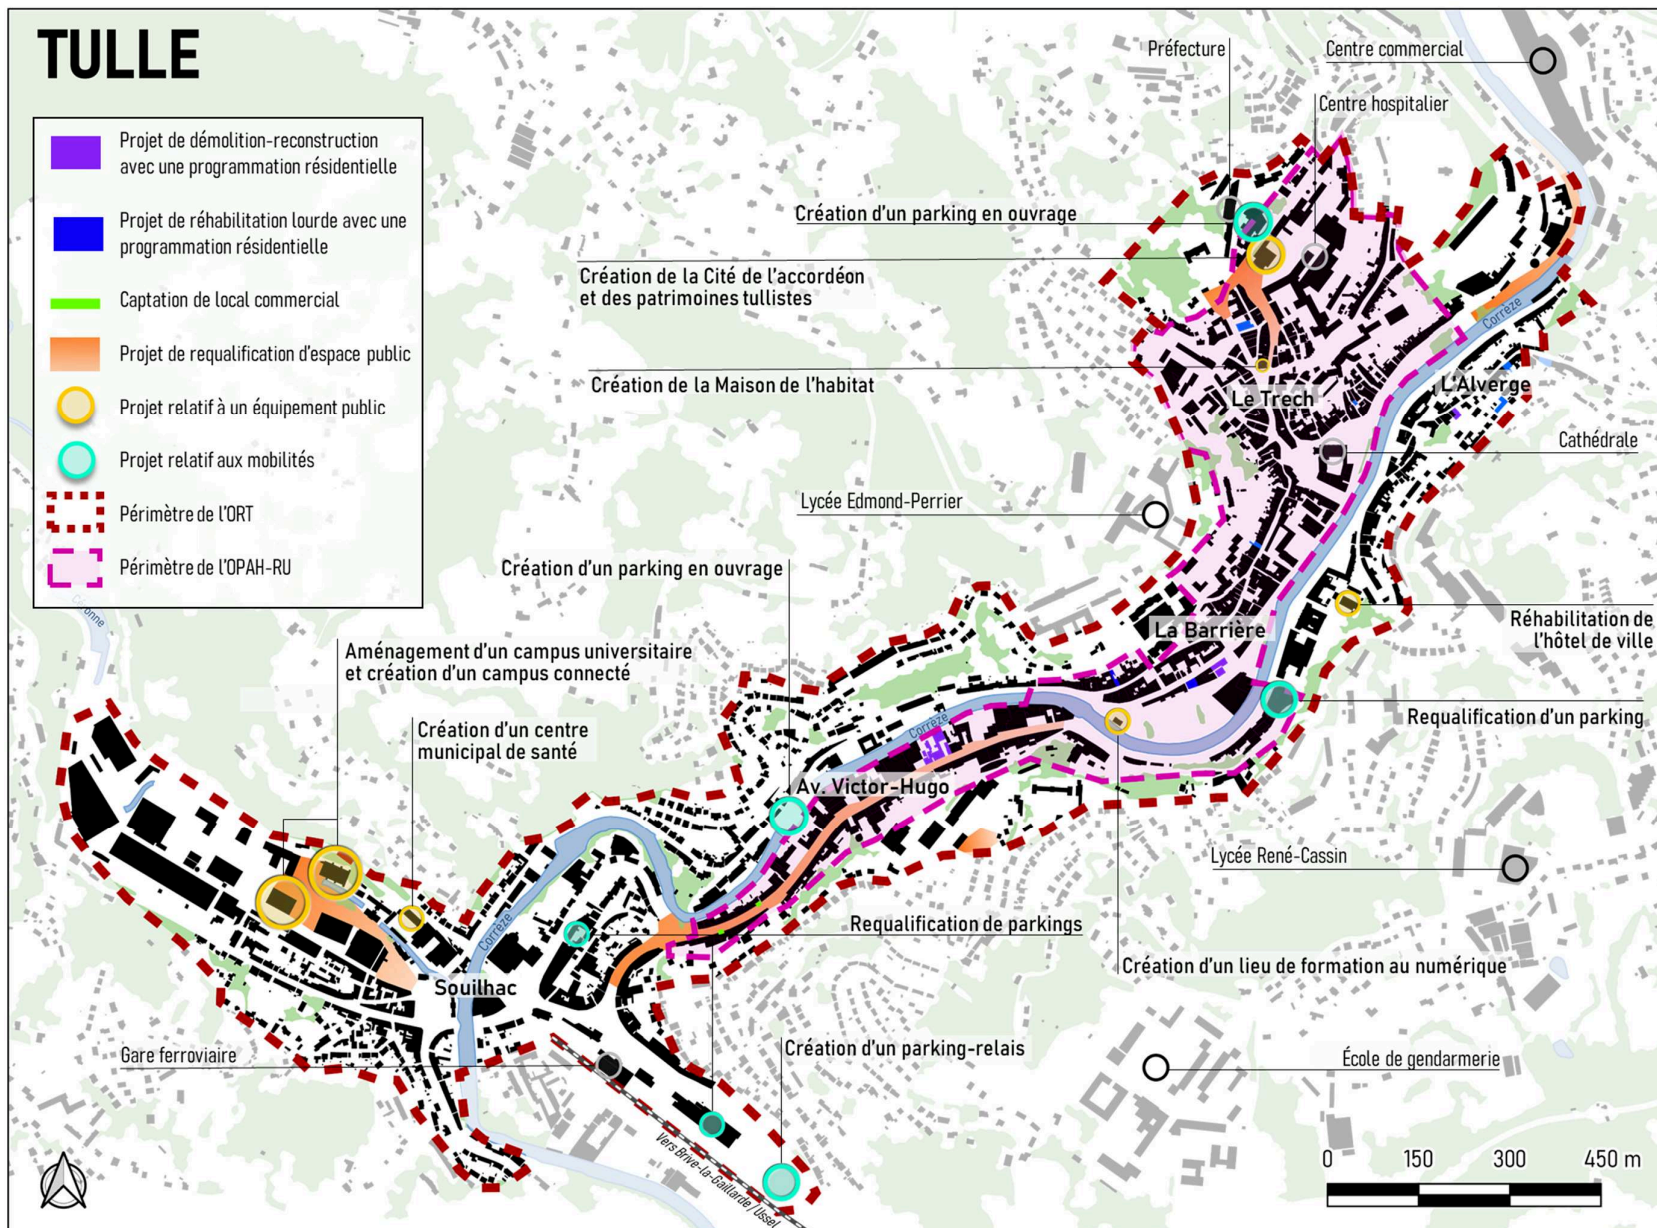 TULLE
Projet de démolition-reconstruction
avec une programmation résidentielle
Projet de réhabilitation lourde avec une
programmation résidentielle
Captation de local commercial
Projet de requalification d'espace public
Projet relatif à un équipement public
Projet relatif aux mobilités
Périmètre de l'ORT
Périmètre de l'OPAH-RU
Préfecture
Centre commercial
Centre hospitalier
Création d'un parking en ouvrage
Création de la Cité de l'accordéon
et des patrimoines tullistes
Corrèze
Création de la Maison de l'habitat
Le Trech
L'Alverge
Cathédrale
Lycée Edmond-Perrier
Création d'un parking en ouvrage
La Barrière
Réhabilitation de
l'hôtel de ville
Aménagement d'un campus universitaire
et création d'un campus connecté
Requalification d'un parking
Création d'un centre
municipal de santé
Corrèze
Av. Victor-Hugo
Lycée René-Cassin
Requalification de parkings
Corrèze
Création d'un lieu de formation au numérique
Souilhac
Gare ferroviaire
Création d'un parking-relais
École de gendarmerie
Vers Brive-la-Gaillarde / Ussel
0 150 300 450 m